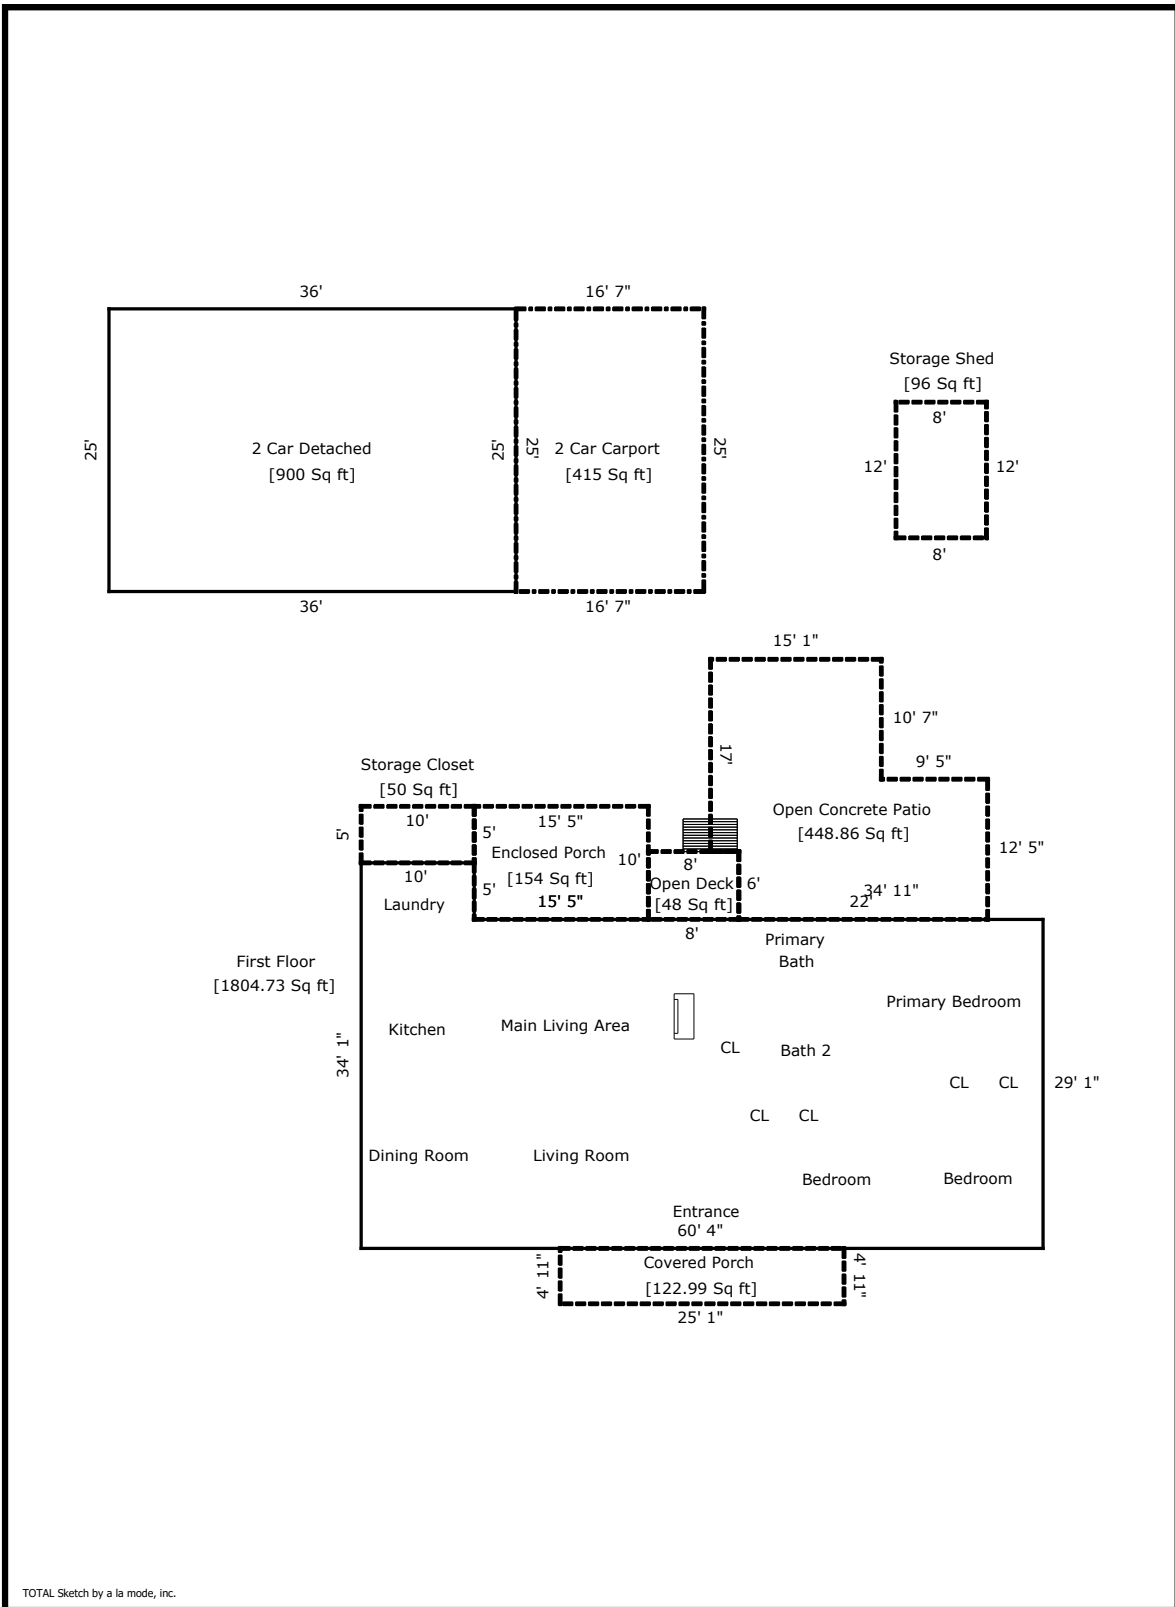 36'
16' 7"
Storage Shed
[96 Sq ft]
8'
25'
2 Car Detached
[900 Sq ft]
25'
25'
2 Car Carport
[415 Sq ft]
25'
12'
12'
8'
36'
16' 7"
15' 1"
10' 7"
17'
9' 5"
Storage Closet
[50 Sq ft]
10'
5'
5'
15' 5"
Open Concrete Patio
[448.86 Sq ft]
12' 5"
Enclosed Porch
[154 Sq ft]
15' 5"
10'
10'
5'
8'
Open Deck
[48 Sq ft]
6'
34' 11"
22'
Laundry
8'
Primary
Bath
First Floor
[1804.73 Sq ft]
Primary Bedroom
Kitchen
Main Living Area
CL
Bath 2
34' 1"
CL
CL
29' 1"
CL
CL
Dining Room
Living Room
Bedroom
Bedroom
Entrance
60' 4"
4' 11"
Covered Porch
[122.99 Sq ft]
4' 11"
25' 1"
TOTAL Sketch by a la mode, inc.